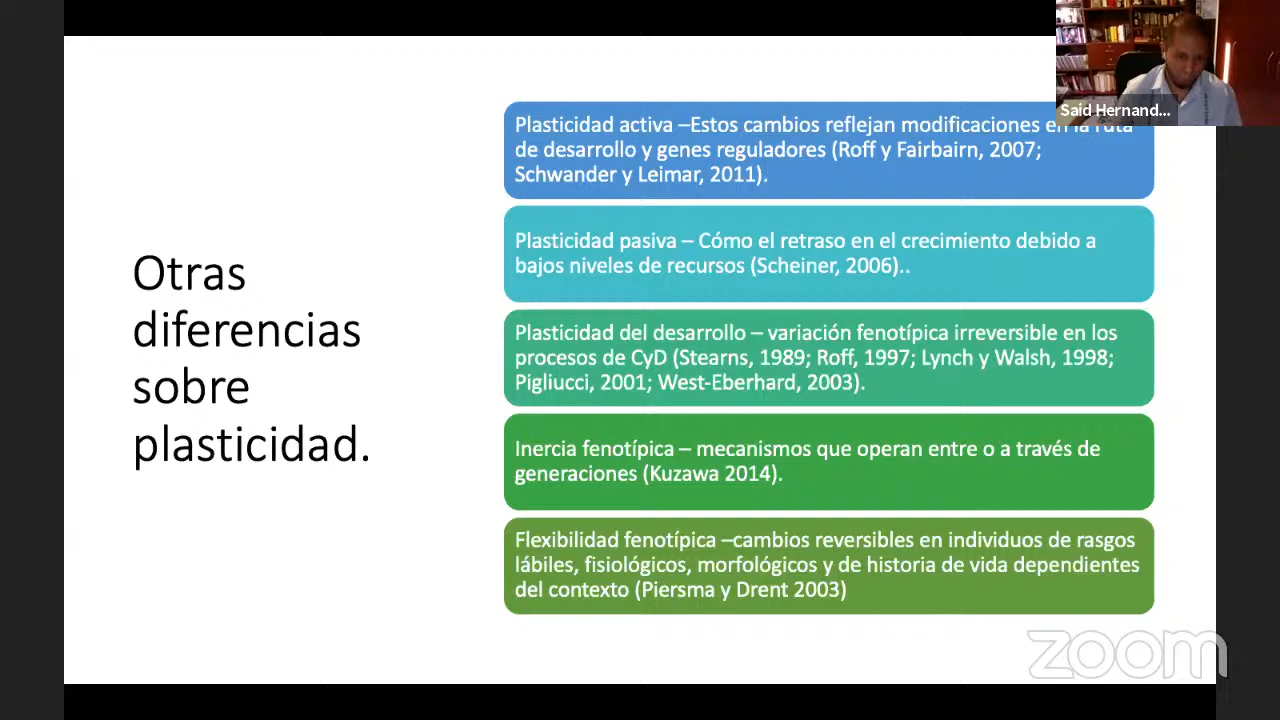 Otras
diferencias
sobre
plasticidad.
Plasticidad activa –Estos cambios reflejan modificaciones en la ruta
de desarrollo y genes reguladores (Roff y Fairbairn, 2007;
Schwander y Leimar, 2011).
Plasticidad pasiva – Cómo el retraso en el crecimiento debido a
bajos niveles de recursos (Scheiner, 2006)..
Plasticidad del desarrollo – variación fenotípica irreversible en los
procesos de CyD (Stearns, 1989; Roff, 1997; Lynch y Walsh, 1998;
Pigliucci, 2001; West-Eberhard, 2003).
Inercia fenotípica – mecanismos que operan entre o a través de
generaciones (Kuzawa 2014).
Flexibilidad fenotípica –cambios reversibles en individuos de rasgos
lábiles, fisiológicos, morfológicos y de historia de vida dependientes
del contexto (Piersma y Drent 2003)
Said Hernand...
zoom